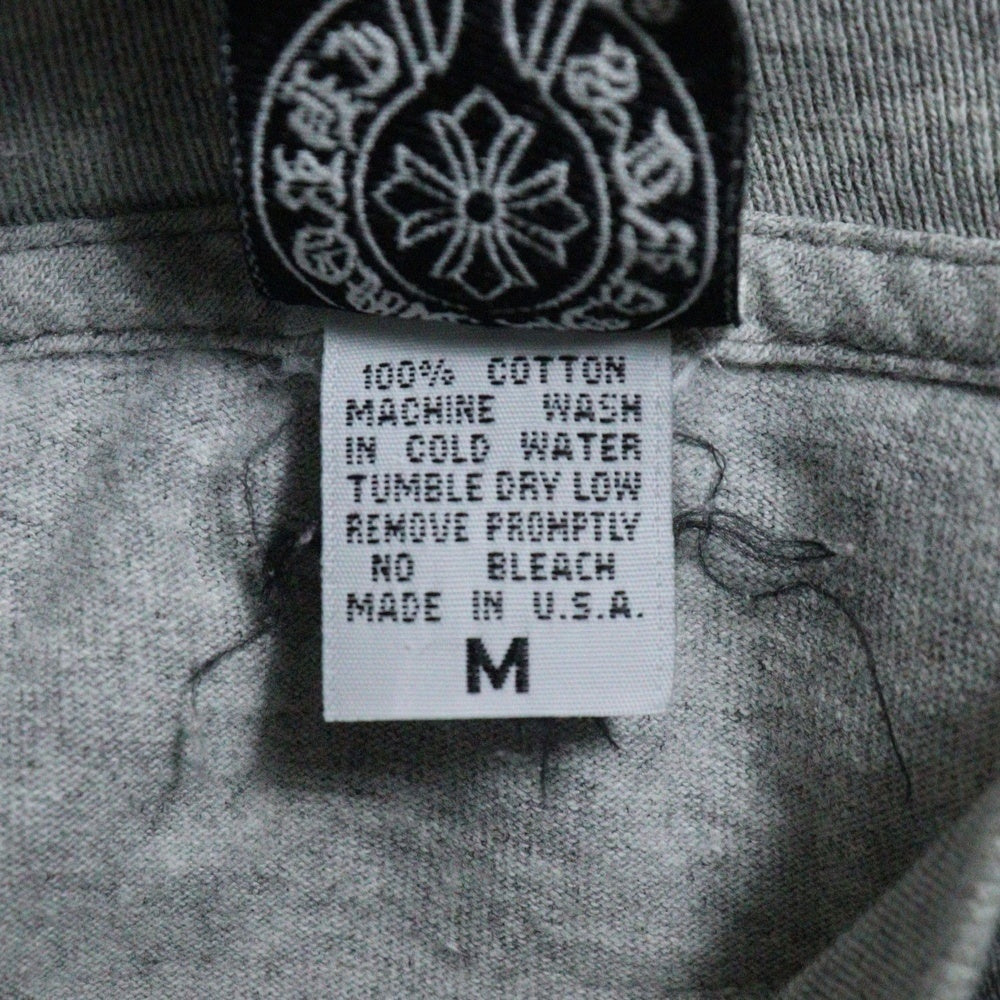 100% COTTON
MACHINE WASH
IN COLD WATER
TUMBLE DRY LOW
REMOVE PROMPTLY
NO BLEACH
MADE IN U.S.A.
M